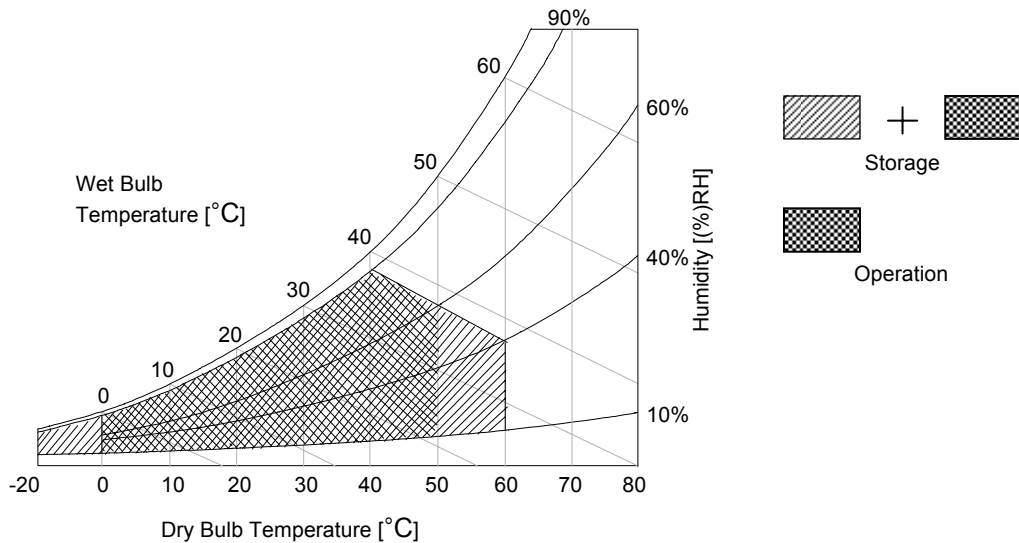 90%
60
60%
50
Wet Bulb
Temperature [°C]
40
40%
30
20
10
0
10%
Humidity [(%)RH]
-20 0 10 20 30 40 50 60 70 80
Dry Bulb Temperature [°C]
+
Storage
Operation